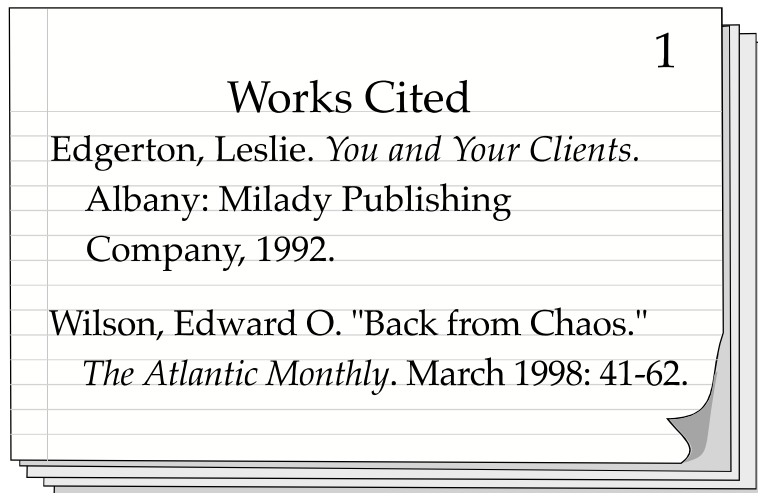 1
Works Cited
Edgerton, Leslie. You and Your Clients.
Albany: Milady Publishing
Company, 1992.
Wilson, Edward O. "Back from Chaos."
The Atlantic Monthly. March 1998: 41-62.